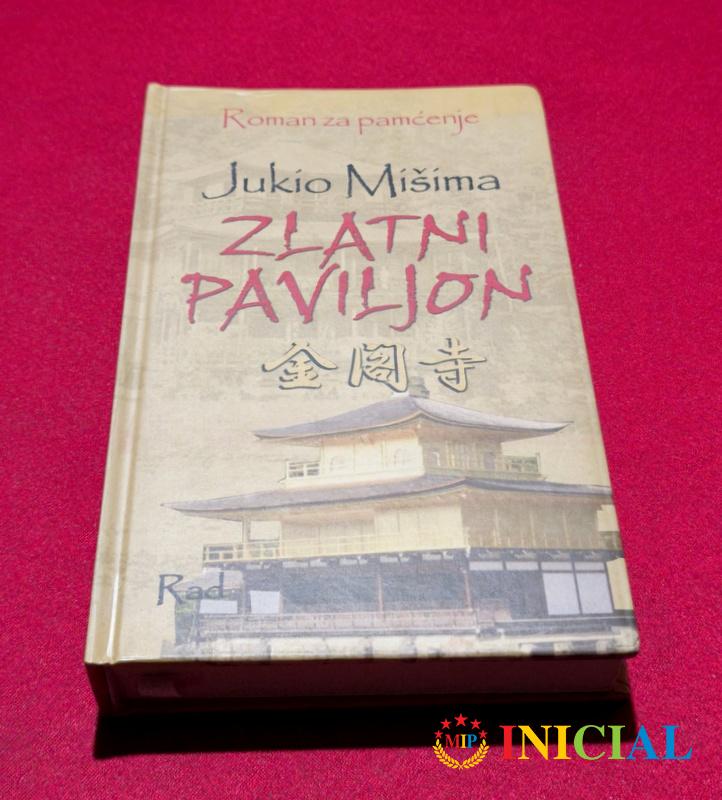 Roman za pamćenje
Jukio Mišima
ZLATNI
PAVILJON
金閣寺
Rad
MIP INICIAL